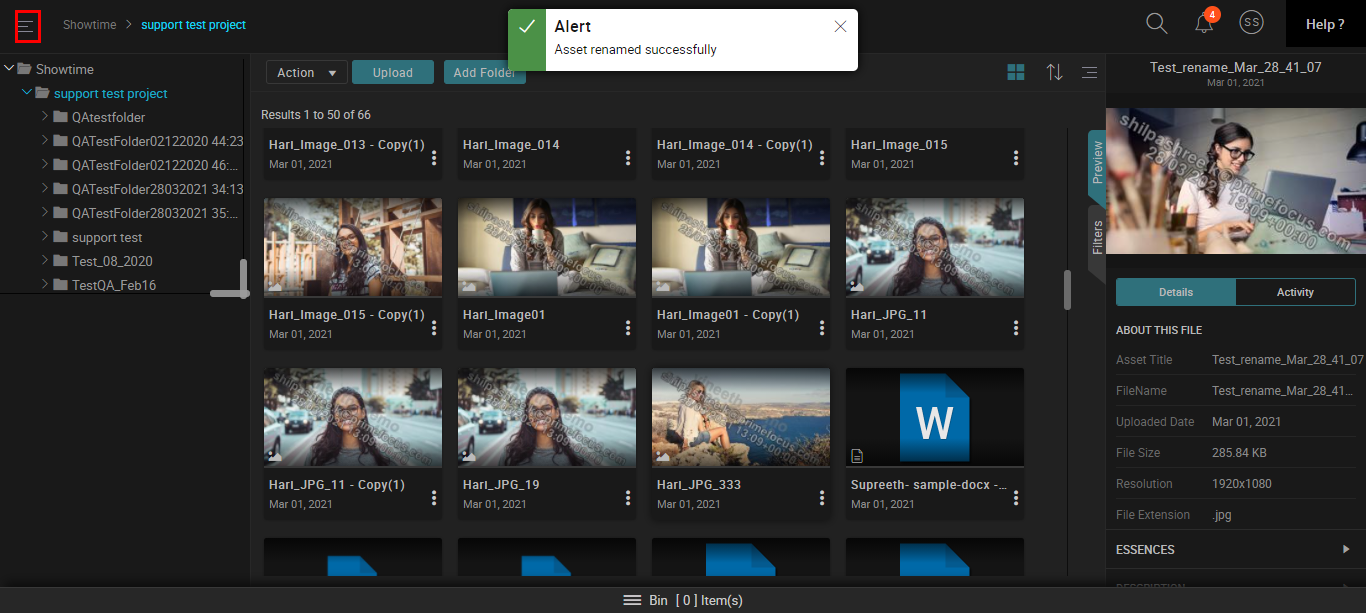 Showtime > support test project
Alert
Asset renamed successfully
4
SS
Help ?
Showtime
support test project
QAtestfolder
QATestFolder02122020 44:23
QATestFolder02122020 46:...
QATestFolder28032021 34:13
QATestFolder28032021 35:...
support test
Test_08_2020
TestQA_Feb16
Action
Upload
Add Folder
Results 1 to 50 of 66
Hari_Image_013 - Copy(1)
Mar 01, 2021
Hari_Image_014
Mar 01, 2021
Hari_Image_014 - Copy(1)
Mar 01, 2021
Hari_Image_015
Mar 01, 2021
Hari_Image_015 - Copy(1)
Mar 01, 2021
Hari_Image01
Mar 01, 2021
Hari_Image01 - Copy(1)
Mar 01, 2021
Hari_JPG_11
Mar 01, 2021
Hari_JPG_11 - Copy(1)
Mar 01, 2021
Hari_JPG_19
Mar 01, 2021
Hari_JPG_333
Mar 01, 2021
W
Supreeth- sample-docx -...
Mar 01, 2021
Preview
Filters
Test_rename_Mar_28_41_07
Mar 01, 2021
shilpashreeth@primefocus.com
28/03/202
13:09+00:00
Details
Activity
ABOUT THIS FILE
Asset Title Test_rename_Mar_28_41_07
FileName Test_rename_Mar_28_41...
Uploaded Date Mar 01, 2021
File Size 285.84 KB
Resolution 1920x1080
File Extension .jpg
ESSENCES
DESCRIPTION
Bin [ 0 ] Item(s)